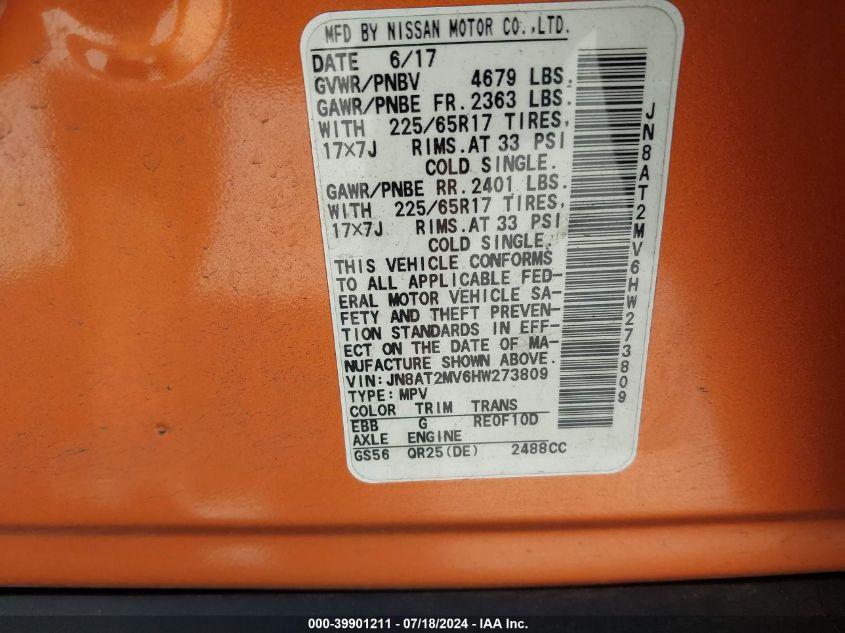 MFD BY NISSAN MOTOR CO.,LTD.
DATE 6/17
GVWR/PNBV 4679 LBS.
GAWR/PNBE FR. 2363 LBS.
WITH 225/65R17 TIRES,
17×7J RIMS.AT 33 PSI
COLD SINGLE.
GAWR/PNBE RR. 2401 LBS.
WITH 225/65R17 TIRES,
17×7J RIMS.AT 33 PSI
COLD SINGLE.
THIS VEHICLE CONFORMS
TO ALL APPLICABLE FED-
ERAL MOTOR VEHICLE SA-
FETY AND THEFT PREVEN-
TION STANDARDS IN EFF-
ECT ON THE DATE OF MA-
NUFACTURE SHOWN ABOVE.
VIN: JN8AT2MV6HW273809
TYPE: MPV
COLOR TRIM TRANS
EBB G RE0F10D
AXLE ENGINE
GS56 QR25(DE) 2488CC
JN8AT2MV6HW273809
000-39901211 - 07/18/2024 - IAA Inc.